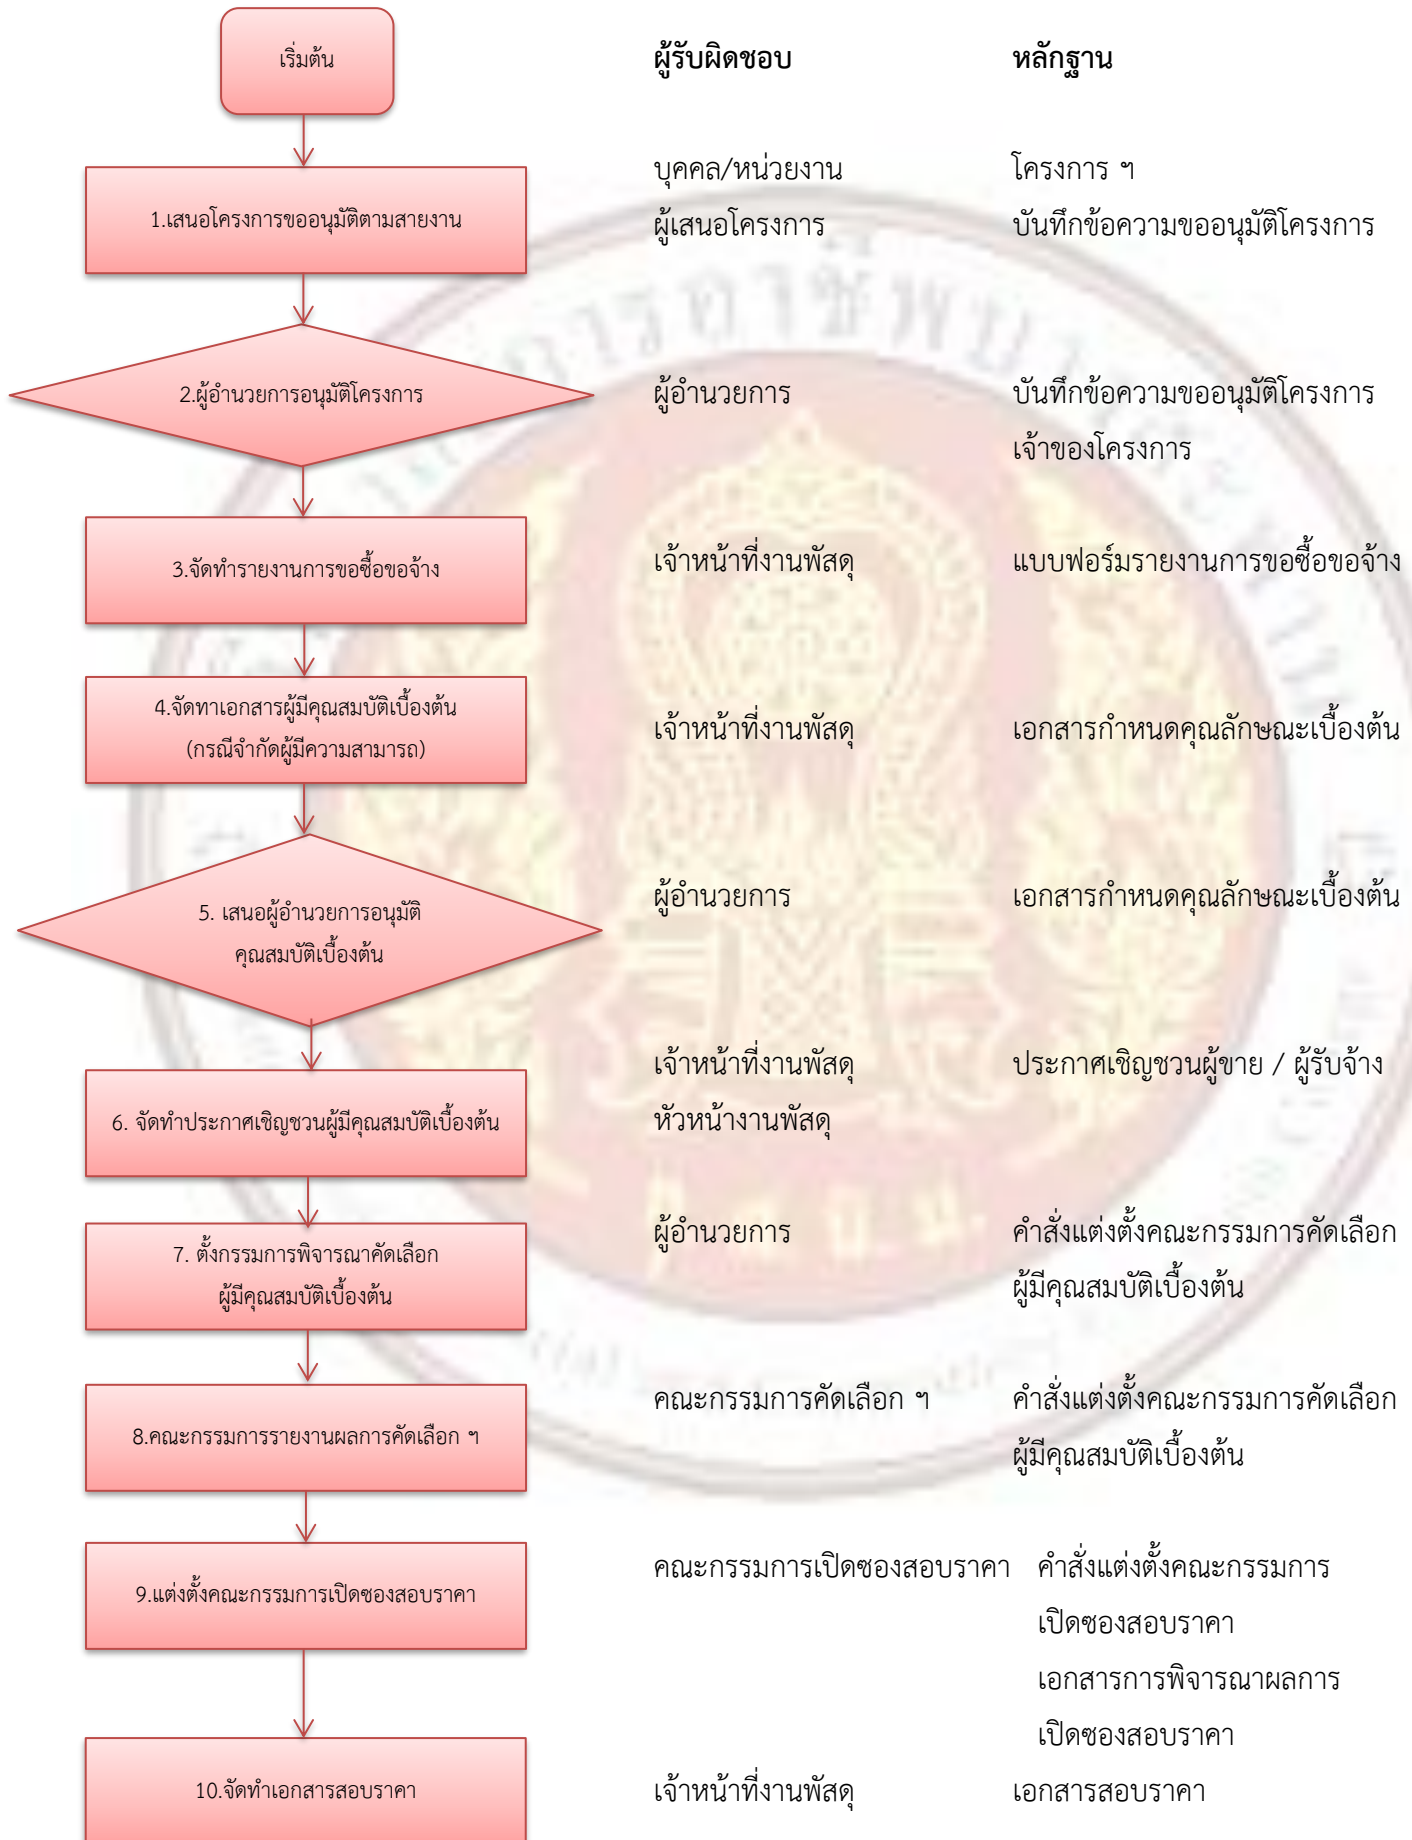 เริ่มต้น
ผู้รับผิดชอบ
หลักฐาน
1.เสนอโครงการขออนุมัติตามสายงาน
บุคคล/หน่วยงาน
ผู้เสนอโครงการ
โครงการ ฯ
บันทึกข้อความขออนุมัติโครงการ
2.ผู้อำนวยการอนุมัติโครงการ
ผู้อำนวยการ
บันทึกข้อความขออนุมัติโครงการ
เจ้าของโครงการ
3.จัดทำรายงานการขอซื้อขอจ้าง
เจ้าหน้าที่งานพัสดุ
แบบฟอร์มรายงานการขอซื้อขอจ้าง
4.จัดทาเอกสารผู้มีคุณสมบัติเบื้องต้น
(กรณีจำกัดผู้มีความสามารถ)
เจ้าหน้าที่งานพัสดุ
เอกสารกำหนดคุณลักษณะเบื้องต้น
5. เสนอผู้อำนวยการอนุมัติ
คุณสมบัติเบื้องต้น
ผู้อำนวยการ
เอกสารกำหนดคุณลักษณะเบื้องต้น
6. จัดทำประกาศเชิญชวนผู้มีคุณสมบัติเบื้องต้น
เจ้าหน้าที่งานพัสดุ
หัวหน้างานพัสดุ
ประกาศเชิญชวนผู้ขาย / ผู้รับจ้าง
7. ตั้งกรรมการพิจารณาคัดเลือก
ผู้มีคุณสมบัติเบื้องต้น
ผู้อำนวยการ
คำสั่งแต่งตั้งคณะกรรมการคัดเลือก
ผู้มีคุณสมบัติเบื้องต้น
8.คณะกรรมการรายงานผลการคัดเลือก ฯ
คณะกรรมการคัดเลือก ฯ
คำสั่งแต่งตั้งคณะกรรมการคัดเลือก
ผู้มีคุณสมบัติเบื้องต้น
9.แต่งตั้งคณะกรรมการเปิดซองสอบราคา
คณะกรรมการเปิดซองสอบราคา
คำสั่งแต่งตั้งคณะกรรมการ
เปิดซองสอบราคา
เอกสารการพิจารณาผลการ
เปิดซองสอบราคา
10.จัดทำเอกสารสอบราคา
เจ้าหน้าที่งานพัสดุ
เอกสารสอบราคา